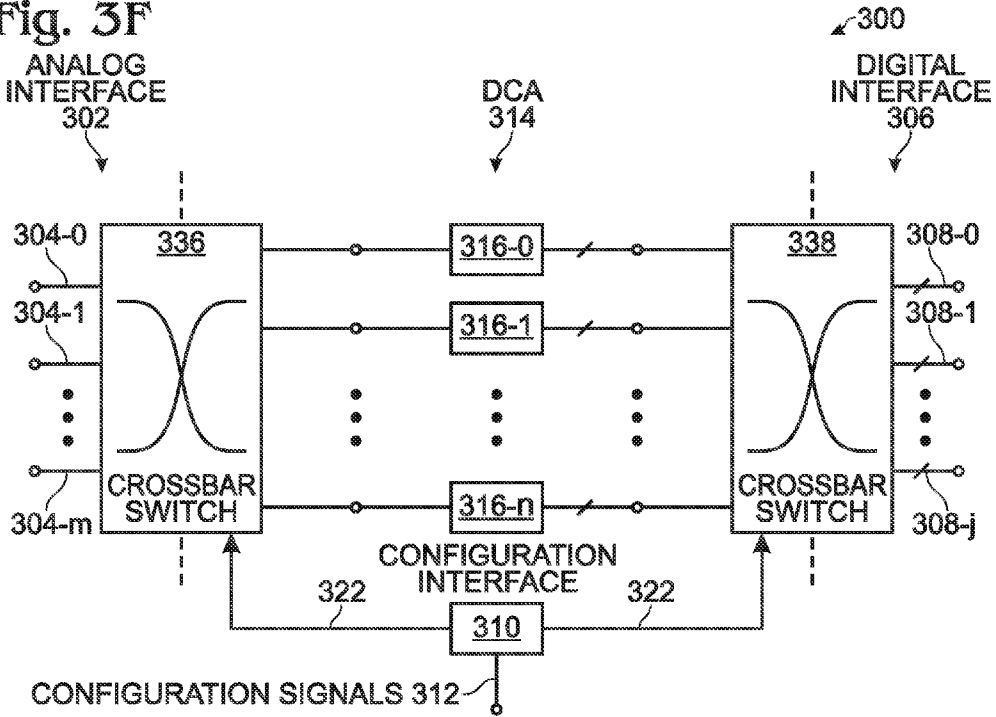 Fig. 3F
300
ANALOG
INTERFACE
302
DCA
314
DIGITAL
INTERFACE
306
304-0
336
316-0
338
308-0
304-1
316-1
308-1
CROSSBAR
SWITCH
304-m
316-n
CROSSBAR
SWITCH
308-j
CONFIGURATION
INTERFACE
322
310
322
CONFIGURATION SIGNALS 312